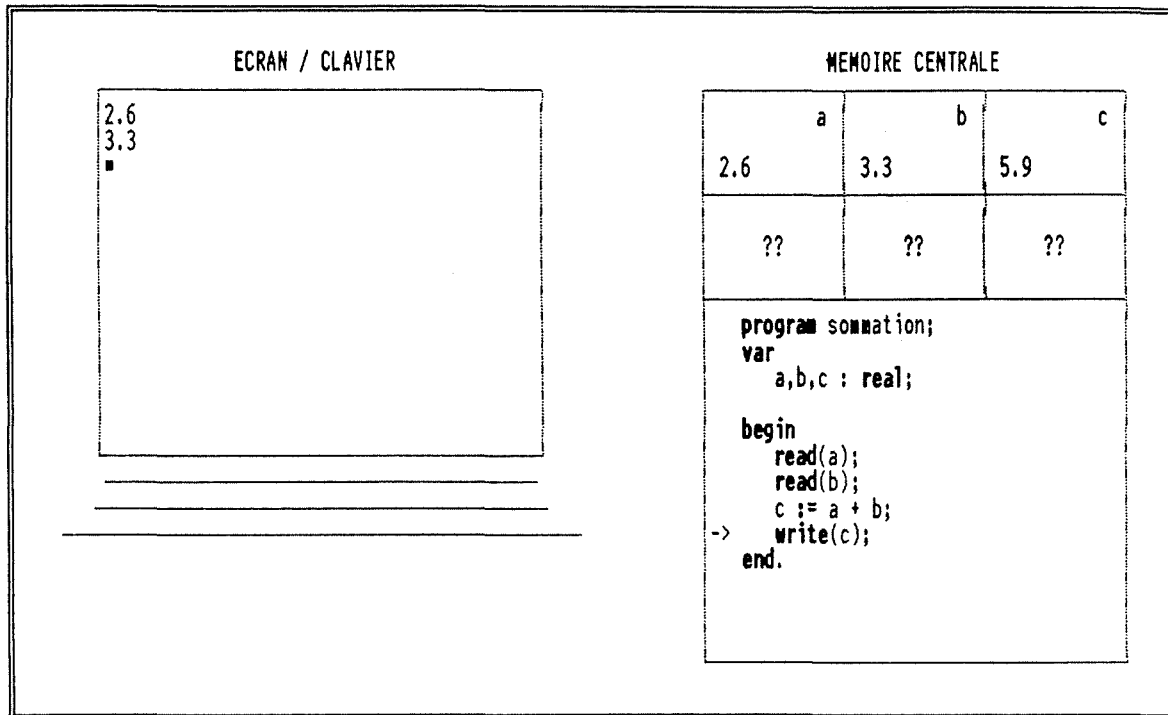 ECRAN / CLAVIER
2.6
3.3
MEMOIRE CENTRALE
a b c
2.6 3.3 5.9
?? ?? ??
program sommation;
var
a,b,c : real;
begin
read(a);
read(b);
c := a + b;
-> write(c);
end.